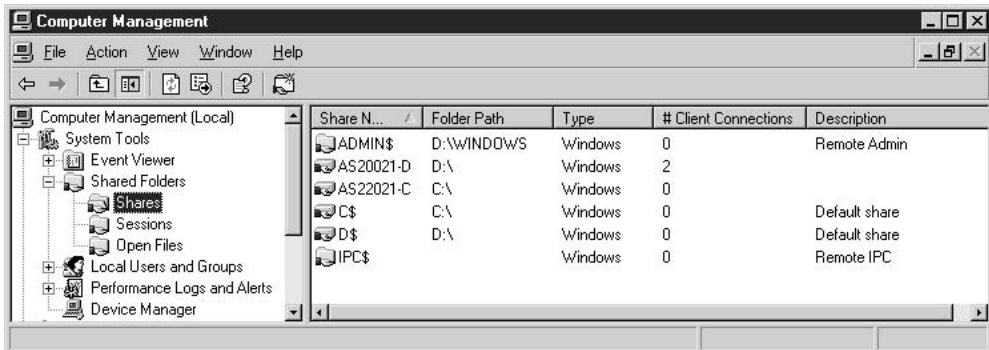 Computer Management
File Action View Window Help
Computer Management (Local)
System Tools
Event Viewer
Shared Folders
Shares
Sessions
Open Files
Local Users and Groups
Performance Logs and Alerts
Device Manager
Share N... Folder Path Type # Client Connections Description
ADMIN$ D:\WINDOWS Windows 0 Remote Admin
AS20021-D D:\ Windows 2
AS22021-C C:\ Windows 0
C$ C:\ Windows 0 Default share
D$ D:\ Windows 0 Default share
IPC$ Windows 0 Remote IPC